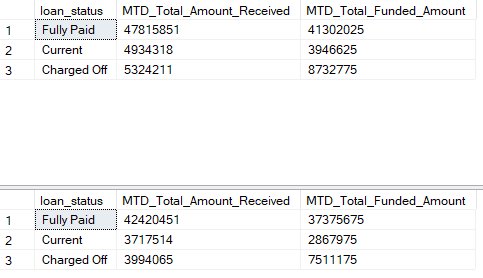 loan_status MTD_Total_Amount_Received MTD_Total_Funded_Amount
1 Fully Paid 47815851 41302025
2 Current 4934318 3946625
3 Charged Off 5324211 8732775
loan_status MTD_Total_Amount_Received MTD_Total_Funded_Amount
1 Fully Paid 42420451 37375675
2 Current 3717514 2867975
3 Charged Off 3994065 7511175